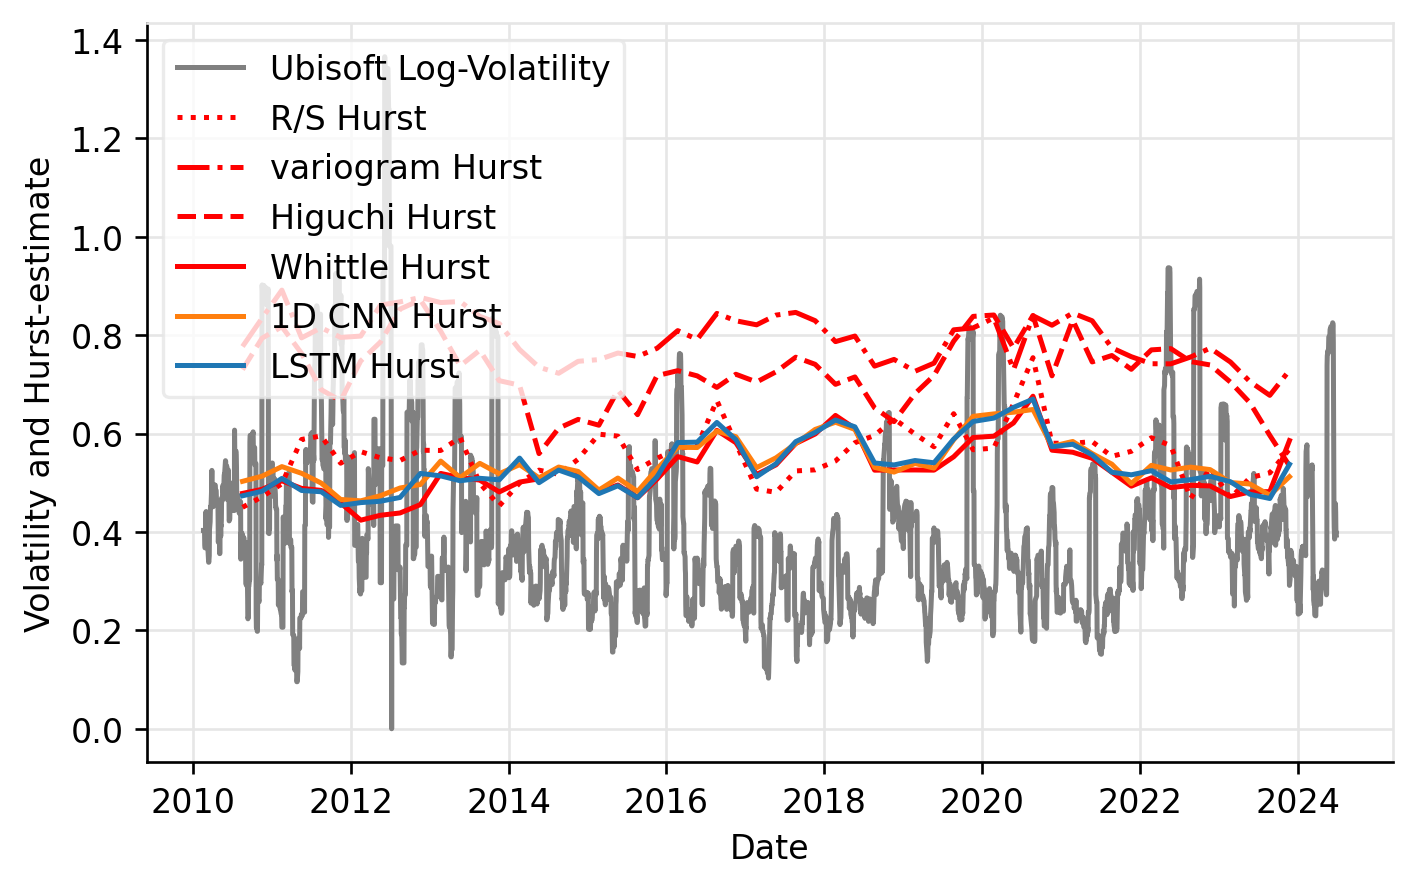 1.4
1.2
1.0
0.8
0.6
0.4
0.2
0.0
Volatility and Hurst-estimate
Ubisoft Log-Volatility
R/S Hurst
variogram Hurst
Higuchi Hurst
Whittle Hurst
1D CNN Hurst
LSTM Hurst
2010 2012 2014 2016 2018 2020 2022 2024
Date